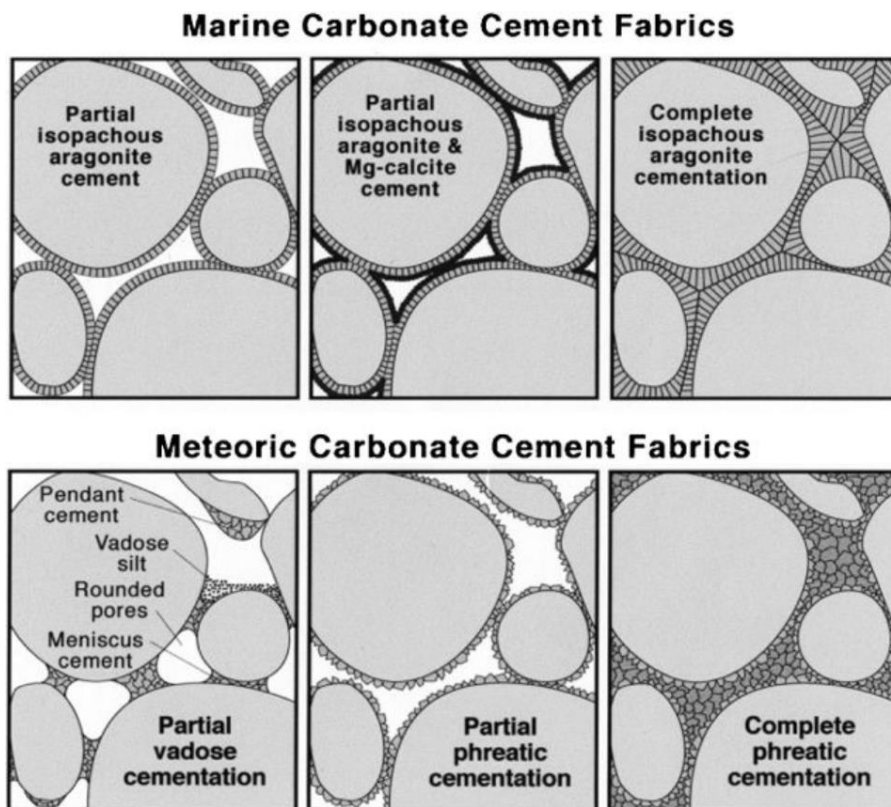 Marine Carbonate Cement Fabrics
Partial
isopachous
aragonite
cement
Partial
isopachous
aragonite &
Mg-calcite
cement
Complete
isopachous
aragonite
cementation
Meteoric Carbonate Cement Fabrics
Pendant
cement
Vadose
silt
Rounded
pores
Meniscus
cement
Partial
vadose
cementation
Partial
phreatic
cementation
Complete
phreatic
cementation